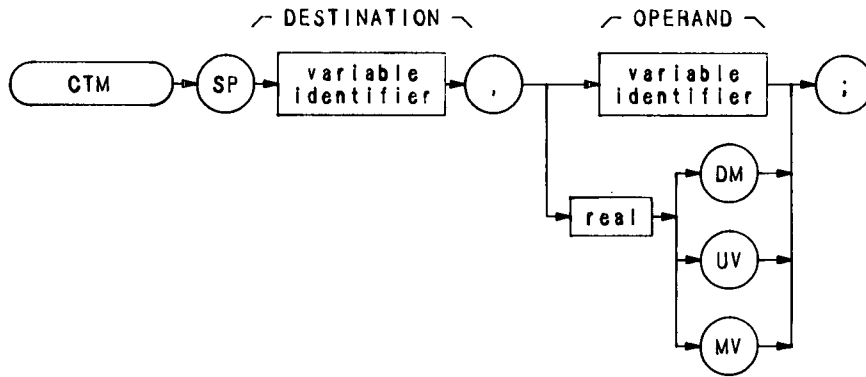 DESTINATION
OPERAND
CTM
SP
variable
identifier
,
variable
identifier
;
real
DM
UV
MV